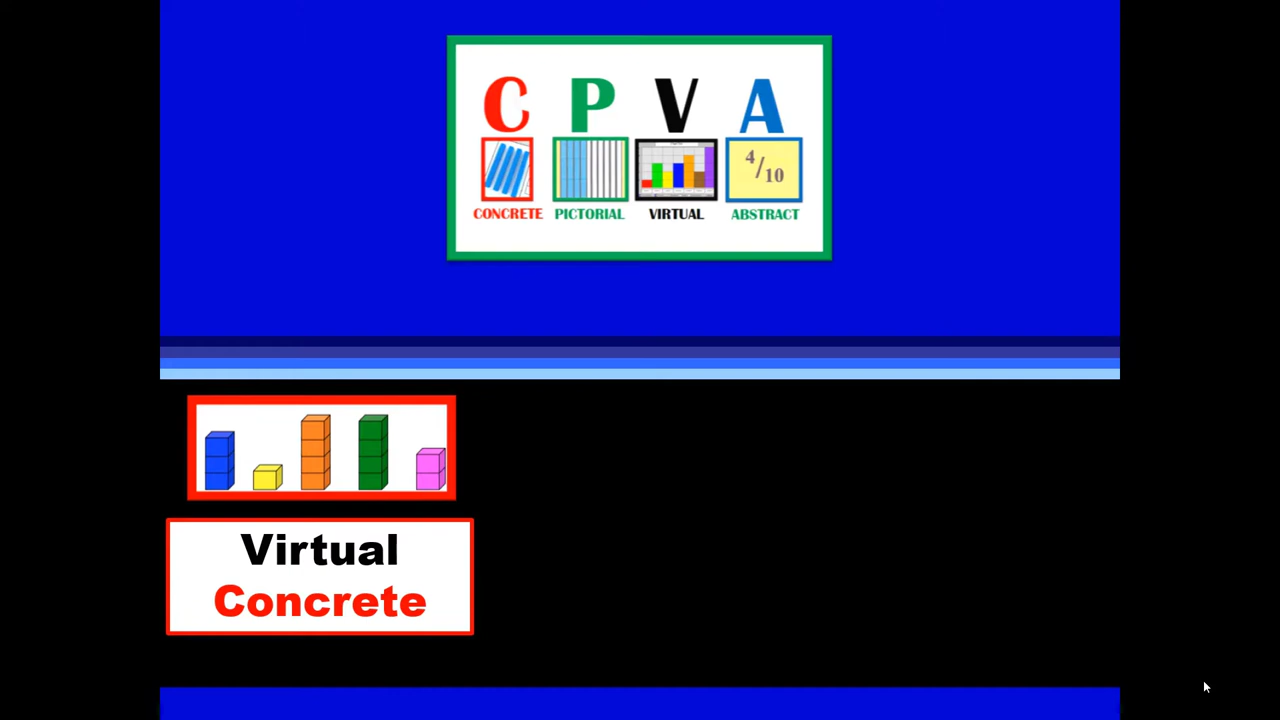 C P V A
4/10
CONCRETE PICTORIAL VIRTUAL ABSTRACT
Virtual
Concrete